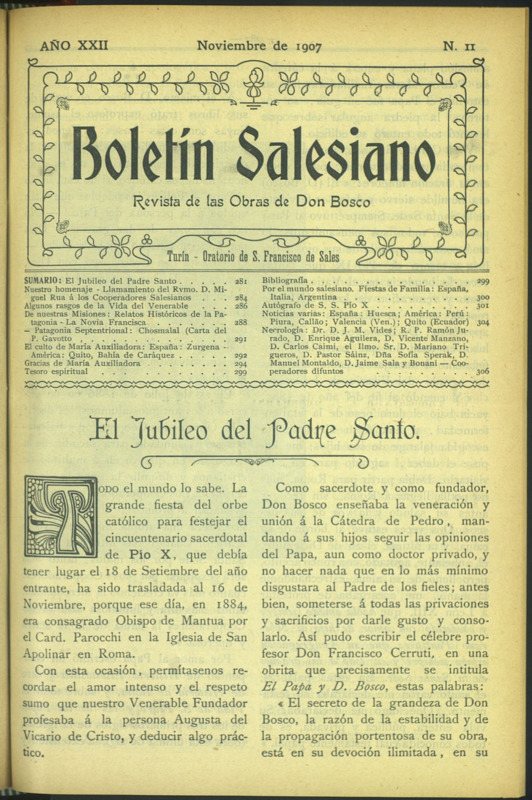 AÑO XXII
Noviembre de 1907
N. 11
Boletín Salesiano
Revista de las Obras de Don Bosco
Turín - Oratorio de S. Francisco de Sales
SUMARIO: El Jubileo del Padre Santo . . . . . 281
Nuestro homenaje - Llamamiento del Rvmo. D. Mi-
guel Rua á los Cooperadores Salesianos . . . . 284
Algunos rasgos de la Vida del Venerable . . . . 286
De nuestras Misiones: Relatos Históricos de la Pa-
tagonia - La Novia Francisca . . . . . . . 288
— Patagonia Septentrional: Chosmalal (Carta del
P. Gavotto . . . . . . . . . . . . 291
El culto de María Auxiliadora: España: Zurgena -
América: Quito, Bahía de Caráquez . . . . . 292
Gracias de María Auxiliadora . . . . . . . 294
Tesoro espiritual . . . . . . . . . . . 299
Bibliografía . . . . . . . . . . . . . 299
Por el mundo salesiano. Fiestas de Familia: España,
Italia, Argentina . . . . . . . . . . . 300
Autógrafo de S. S. Pío X . . . . . . . . 301
Noticias varias: España: Huesca; América: Perú:
Piura, Callao; Valencia (Ven.); Quito (Ecuador) 304
Nerología: Dr. D. J. M. Vides; R. P. Ramón Ju-
rado, D. Enrique Aguilera, D. Vicente Manzano,
D. Carlos Caimi, el Ilmo. Sr. D. Mariano Tri-
gueros, D. Pastor Sáinz, Dña Sofía Sperak, D.
Manuel Montaldo, D. Jaime Sala y Bonani — Coo-
peradores difuntos . . . . . . . . . . 306
El Jubileo del Padre Santo.
TODO el mundo lo sabe. La
grande fiesta del orbe
católico para festejar el
cincuentenario sacerdotal
de Pío X, que debía
tener lugar el 18 de Setiembre del año
entrante, ha sido trasladada al 16 de
Noviembre, porque ese día, en 1884,
era consagrado Obispo de Mantua por
el Card. Parocchi en la Iglesia de San
Apolinar en Roma.
Con esta ocasión, permítasenos re-
cordar el amor intenso y el respeto
sumo que nuestro Venerable Fundador
profesaba á la persona Augusta del
Vicario de Cristo, y deducir algo prác-
tico.
Como sacerdote y como fundador,
Don Bosco enseñaba la veneración y
unión á la Cátedra de Pedro, man-
dando á sus hijos seguir las opiniones
del Papa, aun como doctor privado, y
no hacer nada que en lo más mínimo
disgustara al Padre de los fieles; antes
bien, someterse á todas las privaciones
y sacrificios por darle gusto y conso-
larlo. Así pudo escribir el célebre pro-
fesor Don Francisco Cerruti, en una
obrita que precisamente se intitula
El Papa y D. Bosco, estas palabras:
« El secreto de la grandeza de Don
Bosco, la razón de la estabilidad y de
la propagación portentosa de su obra,
está en su devoción ilimitada, en su